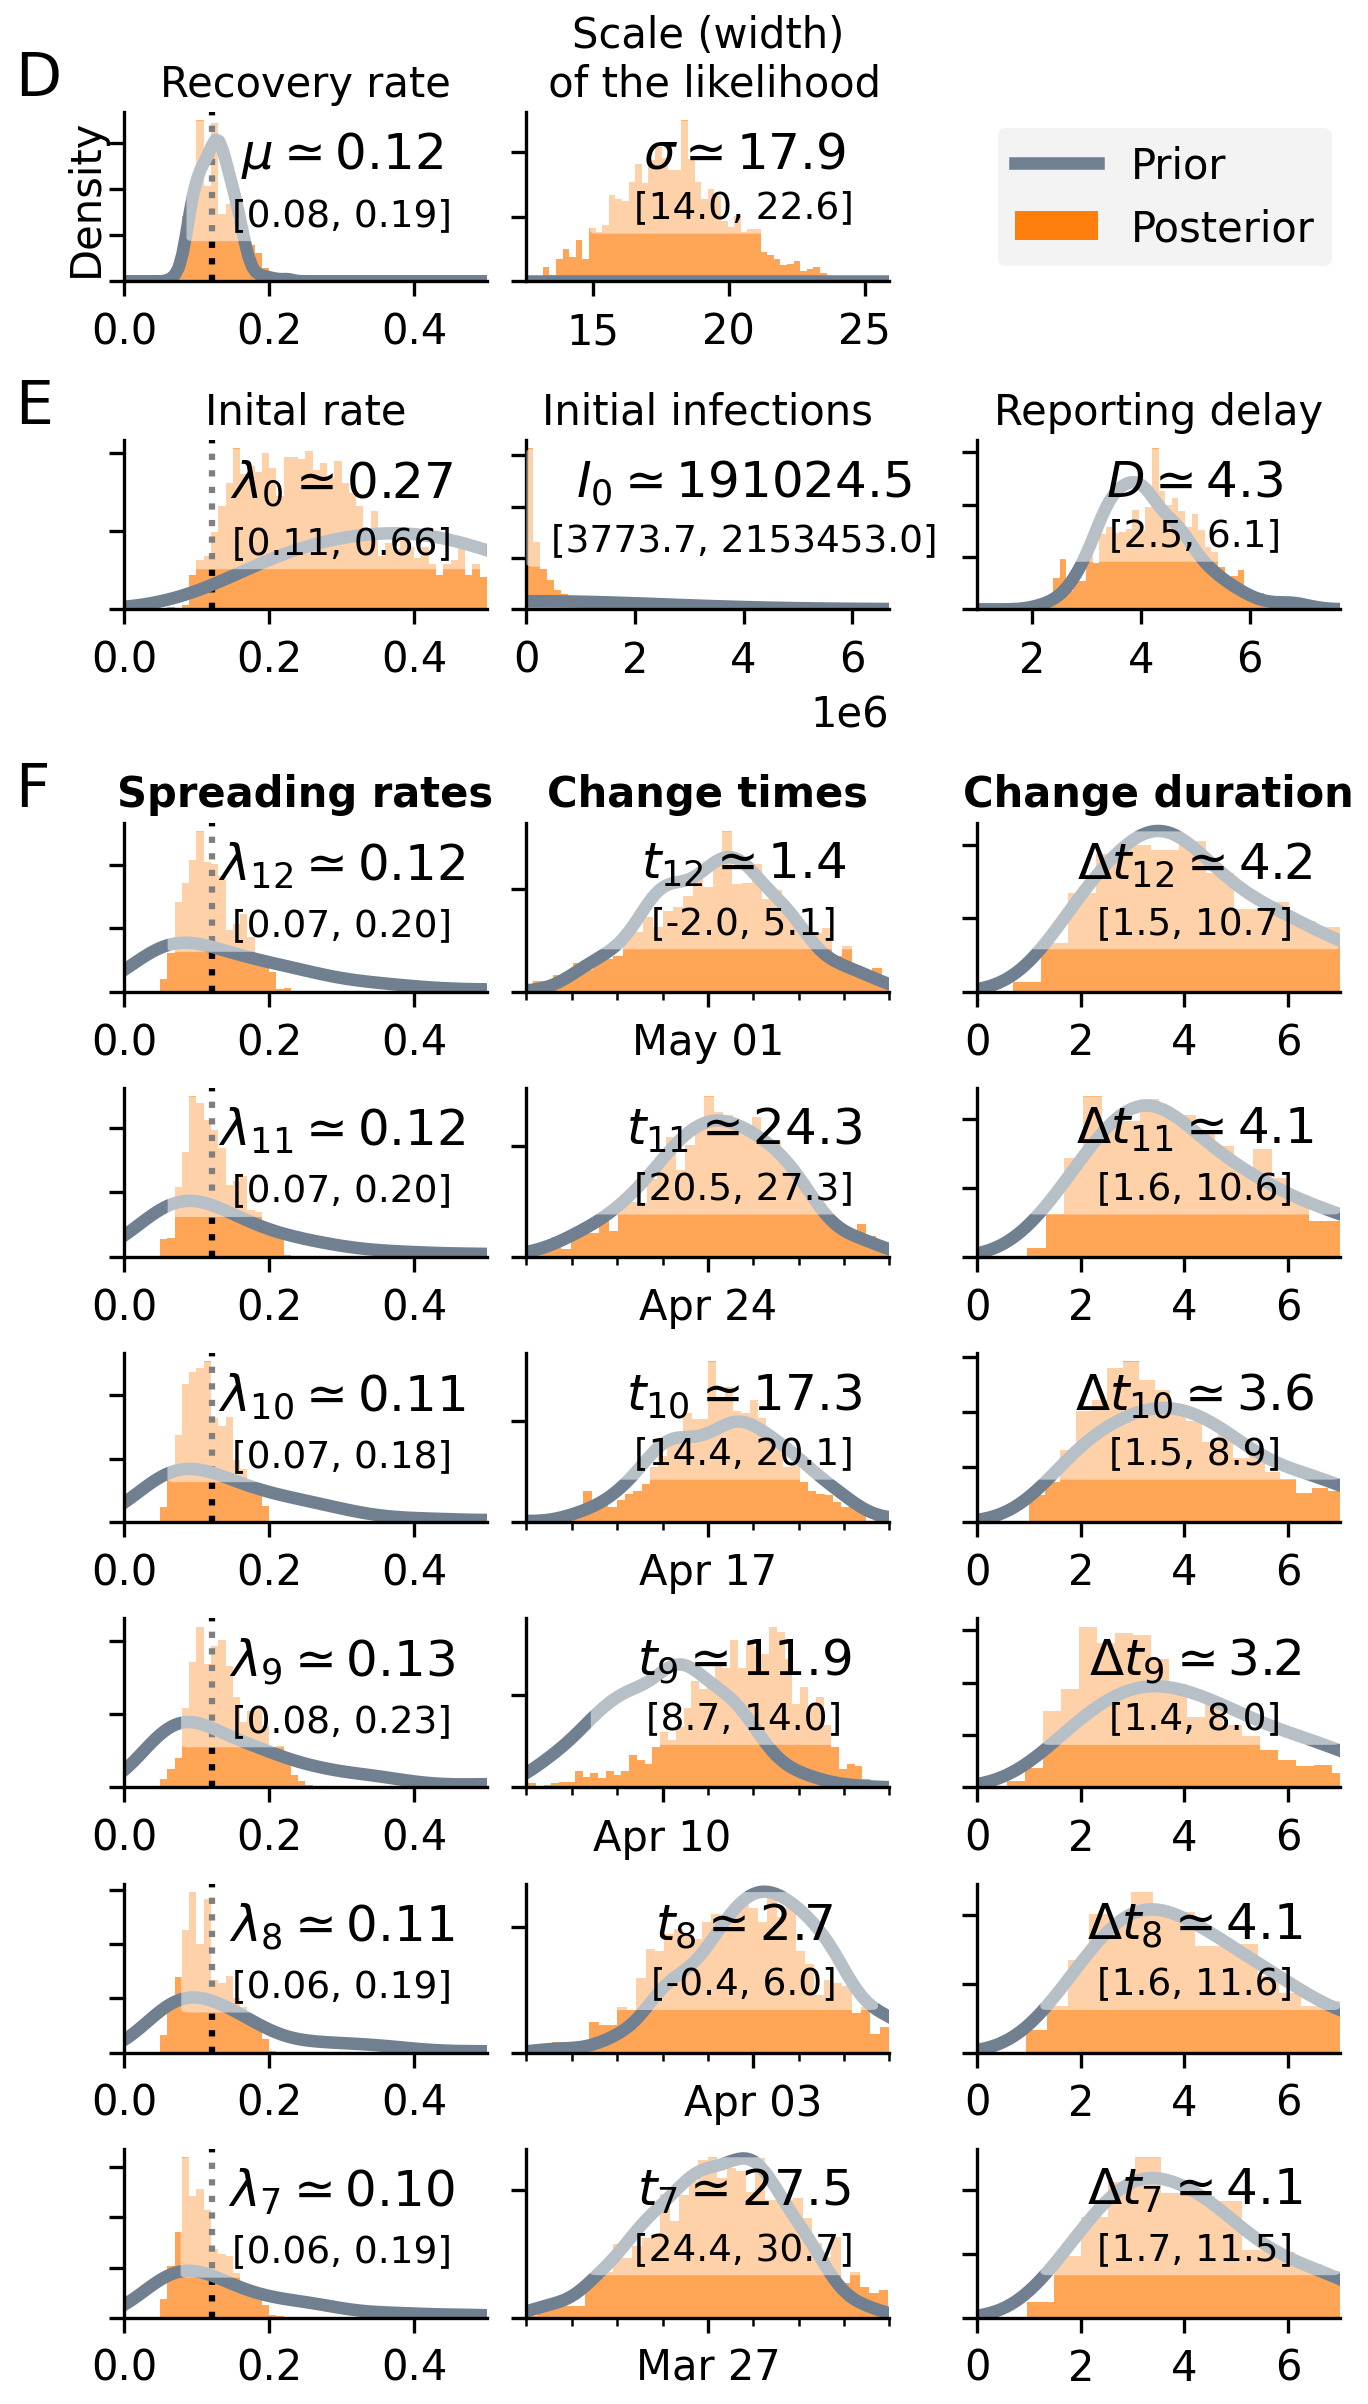 D
Recovery rate
Scale (width)
of the likelihood
Density
μ ≃ 0.12
[0.08, 0.19]
σ ≃ 17.9
[14.0, 22.6]
Prior
Posterior
0.0 0.2 0.4
15 20 25
E
Inital rate
Initial infections
Reporting delay
λ0 ≃ 0.27
[0.11, 0.66]
I0 ≃ 191024.5
[3773.7, 2153453.0]
D ≃ 4.3
[2.5, 6.1]
0.0 0.2 0.4
0 2 4 6
1e6
2 4 6
F
Spreading rates
Change times
Change duration
λ12 ≃ 0.12
[0.07, 0.20]
t12 ≃ 1.4
[-2.0, 5.1]
Δt12 ≃ 4.2
[1.5, 10.7]
0.0 0.2 0.4
May 01
0 2 4 6
λ11 ≃ 0.12
[0.07, 0.20]
t11 ≃ 24.3
[20.5, 27.3]
Δt11 ≃ 4.1
[1.6, 10.6]
0.0 0.2 0.4
Apr 24
0 2 4 6
λ10 ≃ 0.11
[0.07, 0.18]
t10 ≃ 17.3
[14.4, 20.1]
Δt10 ≃ 3.6
[1.5, 8.9]
0.0 0.2 0.4
Apr 17
0 2 4 6
λ9 ≃ 0.13
[0.08, 0.23]
t9 ≃ 11.9
[8.7, 14.0]
Δt9 ≃ 3.2
[1.4, 8.0]
0.0 0.2 0.4
Apr 10
0 2 4 6
λ8 ≃ 0.11
[0.06, 0.19]
t8 ≃ 2.7
[-0.4, 6.0]
Δt8 ≃ 4.1
[1.6, 11.6]
0.0 0.2 0.4
Apr 03
0 2 4 6
λ7 ≃ 0.10
[0.06, 0.19]
t7 ≃ 27.5
[24.4, 30.7]
Δt7 ≃ 4.1
[1.7, 11.5]
0.0 0.2 0.4
Mar 27
0 2 4 6